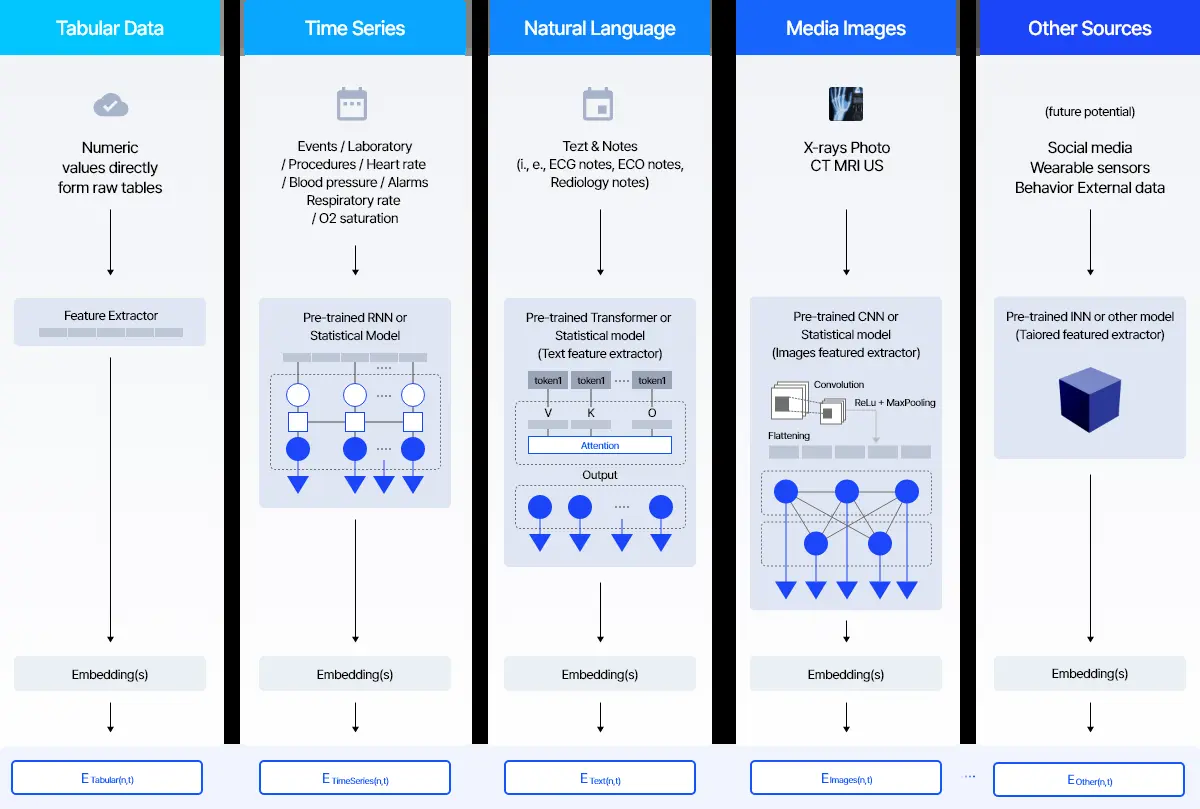 Tabular Data
Numeric
values directly
form raw tables
Feature Extractor
Embedding(s)
E Tabular(n,t)
Time Series
Events / Laboratory
/ Procedures / Heart rate
/ Blood pressure / Alarms
Respiratory rate
/ O2 saturation
Pre-trained RNN or
Statistical Model
....
....
....
Embedding(s)
E TimeSeries(n,t)
Natural Language
Tezt & Notes
(i., e., ECG notes, ECO notes,
Rediology notes)
Pre-trained Transformer or
Statistical model
(Text feature extractor)
token1 token1 .... token1
V K O
Attention
Output
....
Embedding(s)
E Text(n,t)
Media Images
X-rays Photo
CT MRI US
Pre-trained CNN or
Statistical model
(Images featured extractor)
Convolution
ReLu + MaxPooling
Flattening
Embedding(s)
E Images(n,t)
...
Other Sources
(future potential)
Social media
Wearable sensors
Behavior External data
Pre-trained INN or other model
(Taiored featured extractor)
Embedding(s)
E Other(n,t)